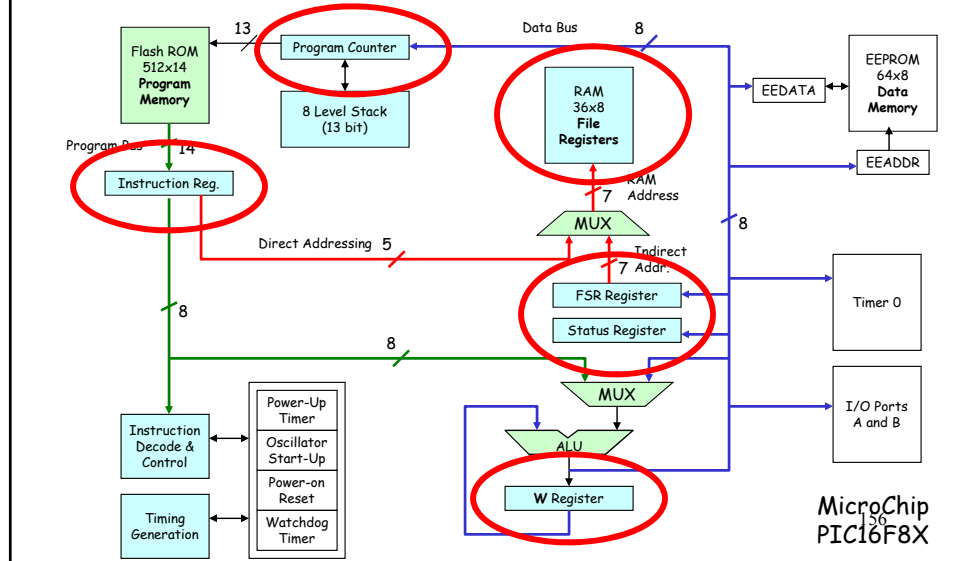 13
Data Bus
8
Program Counter
Flash ROM
512x14
Program
Memory
8 Level Stack
(13 bit)
RAM
36x8
File
Registers
EEPROM
64x8
Data
Memory
EEDATA
EEADDR
Program Bus
14
Instruction Reg.
7
RAM
Address
MUX
8
Direct Addressing
5
Indirect
Addr.
7
FSR Register
Status Register
Timer 0
8
8
MUX
I/O Ports
A and B
Instruction
Decode &
Control
Power-Up
Timer
Oscillator
Start-Up
Power-on
Reset
Watchdog
Timer
ALU
W Register
Timing
Generation
MicroChip
156
PIC16F8X